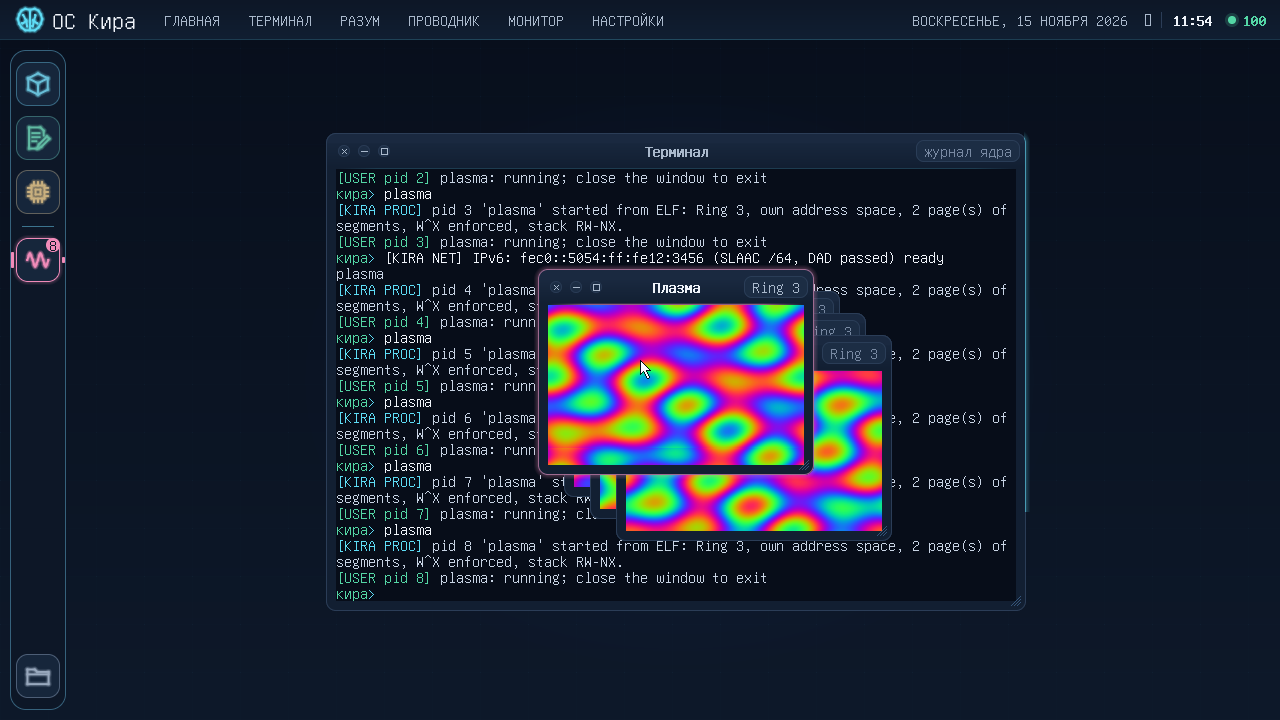 ОС Кира ГЛАВНАЯ ТЕРМИНАЛ РАЗУМ ПРОВОДНИК МОНИТОР НАСТРОЙКИ ВОСКРЕСЕНЬЕ, 15 НОЯБРЯ 2026 11:54 100
8
Терминал журнал ядра
[USER pid 2] plasma: running; close the window to exit
кира> plasma
[KIRA PROC] pid 3 'plasma' started from ELF: Ring 3, own address space, 2 page(s) of
segments, W^X enforced, stack RW-NX.
[USER pid 3] plasma: running; close the window to exit
кира> [KIRA NET] IPv6: fec0::5054:ff:fe12:3456 (SLAAC /64, DAD passed) ready
plasma
[KIRA PROC] pid 4 'plasma' space, 2 page(s) of
segments, W^X enforced, s
[USER pid 4] plasma: runn
кира> plasma
[KIRA PROC] pid 5 'plasma' e, 2 page(s) of
segments, W^X enforced, s
[USER pid 5] plasma: runn
кира> plasma
[KIRA PROC] pid 6 'plasma' e, 2 page(s) of
segments, W^X enforced, s
[USER pid 6] plasma: runn
кира> plasma
[KIRA PROC] pid 7 'plasma' st e, 2 page(s) of
segments, W^X enforced, stack RW
[USER pid 7] plasma: running; cl
кира> plasma
[KIRA PROC] pid 8 'plasma' started from ELF: Ring 3, own address space, 2 page(s) of
segments, W^X enforced, stack RW-NX.
[USER pid 8] plasma: running; close the window to exit
кира>
Плазма Ring 3
3
ing 3
Ring 3